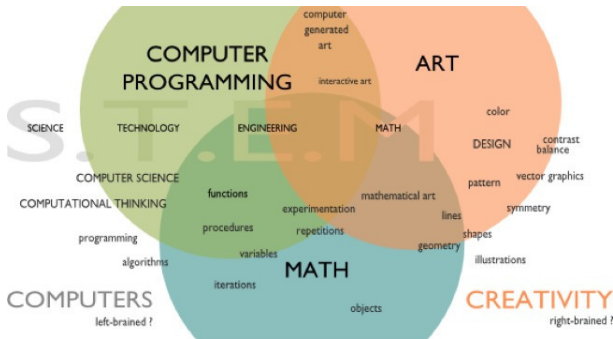 computer
generated
art
COMPUTER
PROGRAMMING
ART
interactive art
color
S.T.E.M
SCIENCE
TECHNOLOGY
ENGINEERING
MATH
DESIGN
contrast
balance
COMPUTER SCIENCE
pattern
vector graphics
functions
mathematical art
COMPUTATIONAL THINKING
experimentation
lines
symmetry
procedures
repetitions
shapes
programming
geometry
variables
algorithms
illustrations
MATH
iterations
COMPUTERS
CREATIVITY
objects
left-brained ?
right-brained ?